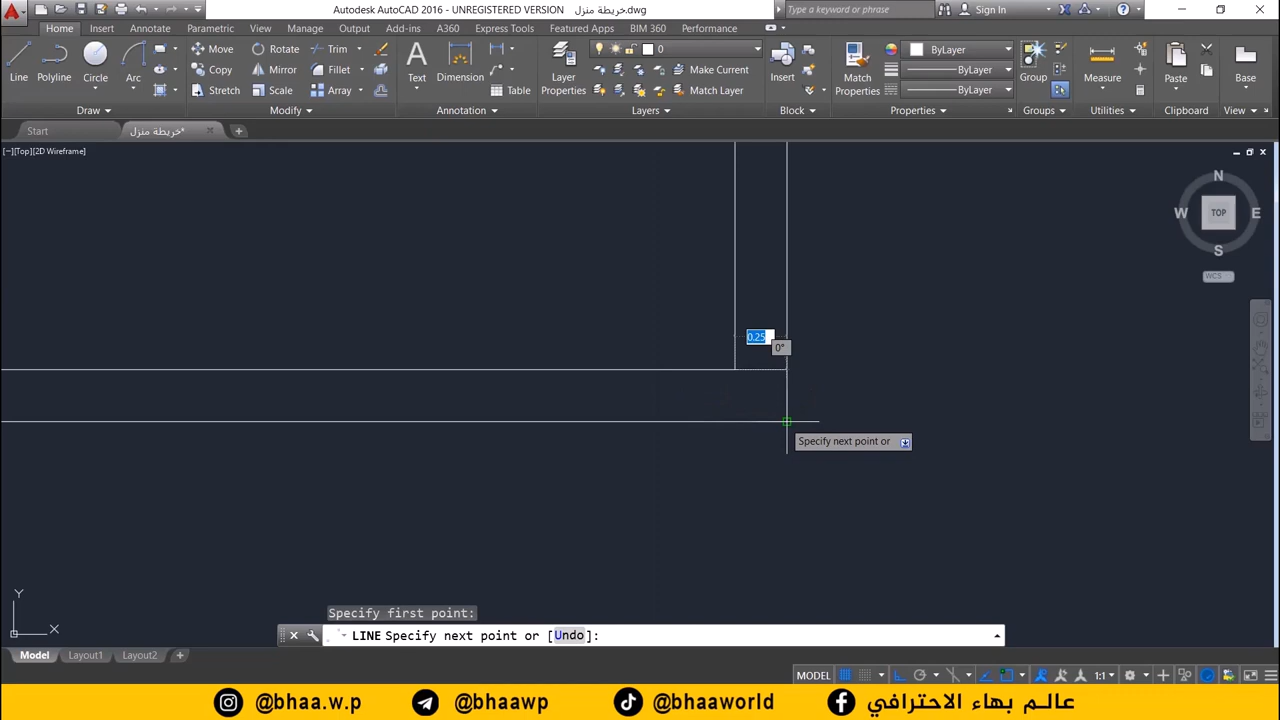 Autodesk AutoCAD 2016 - UNREGISTERED VERSION خريطة منزل.dwg
Type a keyword or phrase
Sign In
Home Insert Annotate Parametric View Manage Output Add-ins A360 Express Tools Featured Apps BIM 360 Performance
Line Polyline Circle Arc
Move Rotate Trim
Copy Mirror Fillet
Stretch Scale Array
Text Dimension Table
Layer Properties
0
Make Current
Match Layer
Insert
Match Properties
ByLayer
ByLayer
ByLayer
Group Measure Paste Base
Draw Modify Annotation Layers Block Properties Groups Utilities Clipboard View
Start خريطة منزل*
[−][Top][2D Wireframe]
N
W TOP E
S
WCS
0.25
0°
Specify next point or
Y
X
Specify first point:
LINE Specify next point or [Undo]:
Model Layout1 Layout2
MODEL 1:1
@bhaa.w.p @bhaawp @bhaaworld عالم بهاء الاحترافي